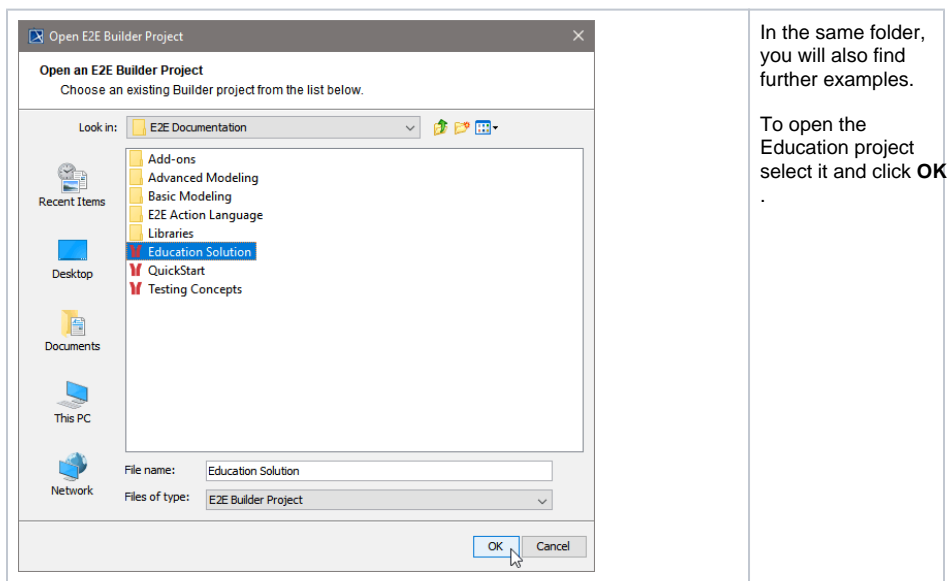 Open E2E Builder Project
Open an E2E Builder Project
Choose an existing Builder project from the list below.
Look in: E2E Documentation
Recent Items
Desktop
Documents
This PC
Network
Add-ons
Advanced Modeling
Basic Modeling
E2E Action Language
Libraries
Education Solution
QuickStart
Testing Concepts
File name: Education Solution
Files of type: E2E Builder Project
OK Cancel
In the same folder,
you will also find
further examples.
To open the
Education project
select it and click OK
.